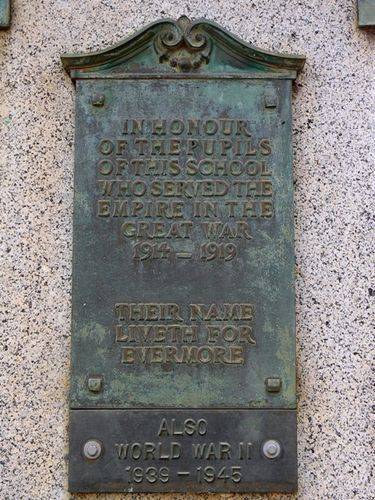 IN HONOUR
OF THE PUPILS
OF THIS SCHOOL
WHO SERVED THE
EMPIRE IN THE
GREAT WAR
1914 – 1919
THEIR NAME
LIVETH FOR
EVERMORE
ALSO
WORLD WAR II
1939 – 1945